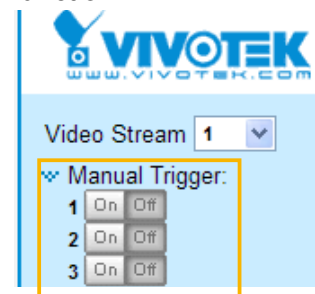 VIVOTEK
www.vivotek.com
Video Stream 1
Manual Trigger:
1 On Off
2 On Off
3 On Off